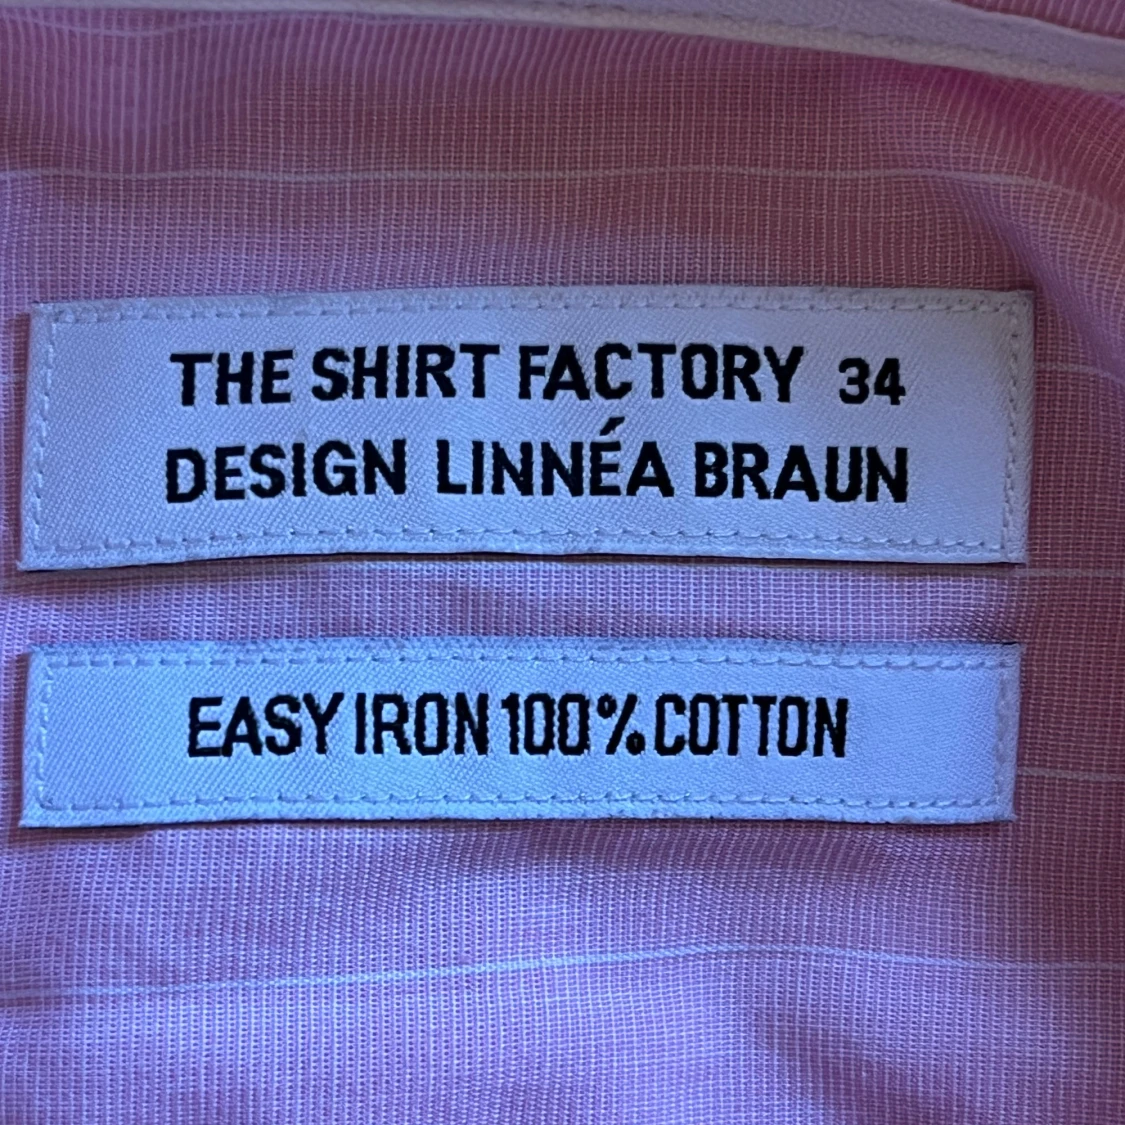 THE SHIRT FACTORY 34
DESIGN LINNÉA BRAUN
EASY IRON 100% COTTON